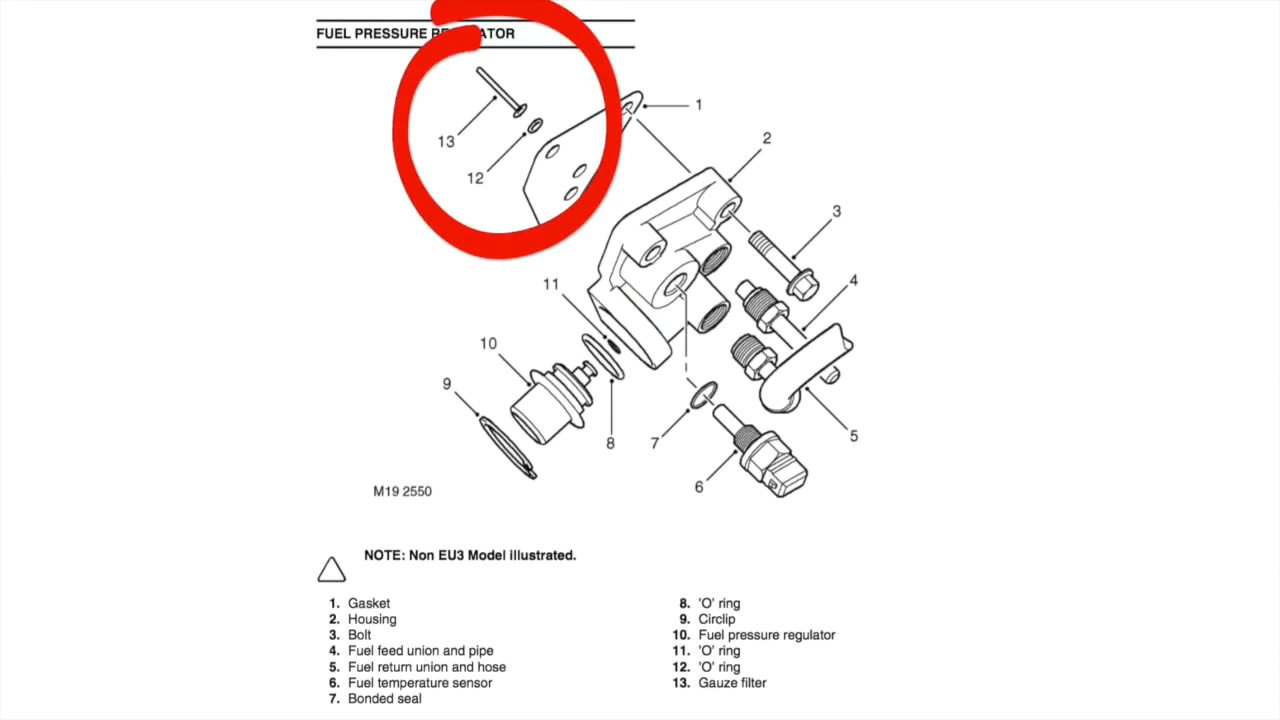 FUEL PRESSURE REGULATOR
1
2
13
12
3
11
4
10
9
8
7
5
6
M19 2550
NOTE: Non EU3 Model illustrated.
1. Gasket
2. Housing
3. Bolt
4. Fuel feed union and pipe
5. Fuel return union and hose
6. Fuel temperature sensor
7. Bonded seal
8. 'O' ring
9. Circlip
10. Fuel pressure regulator
11. 'O' ring
12. 'O' ring
13. Gauze filter